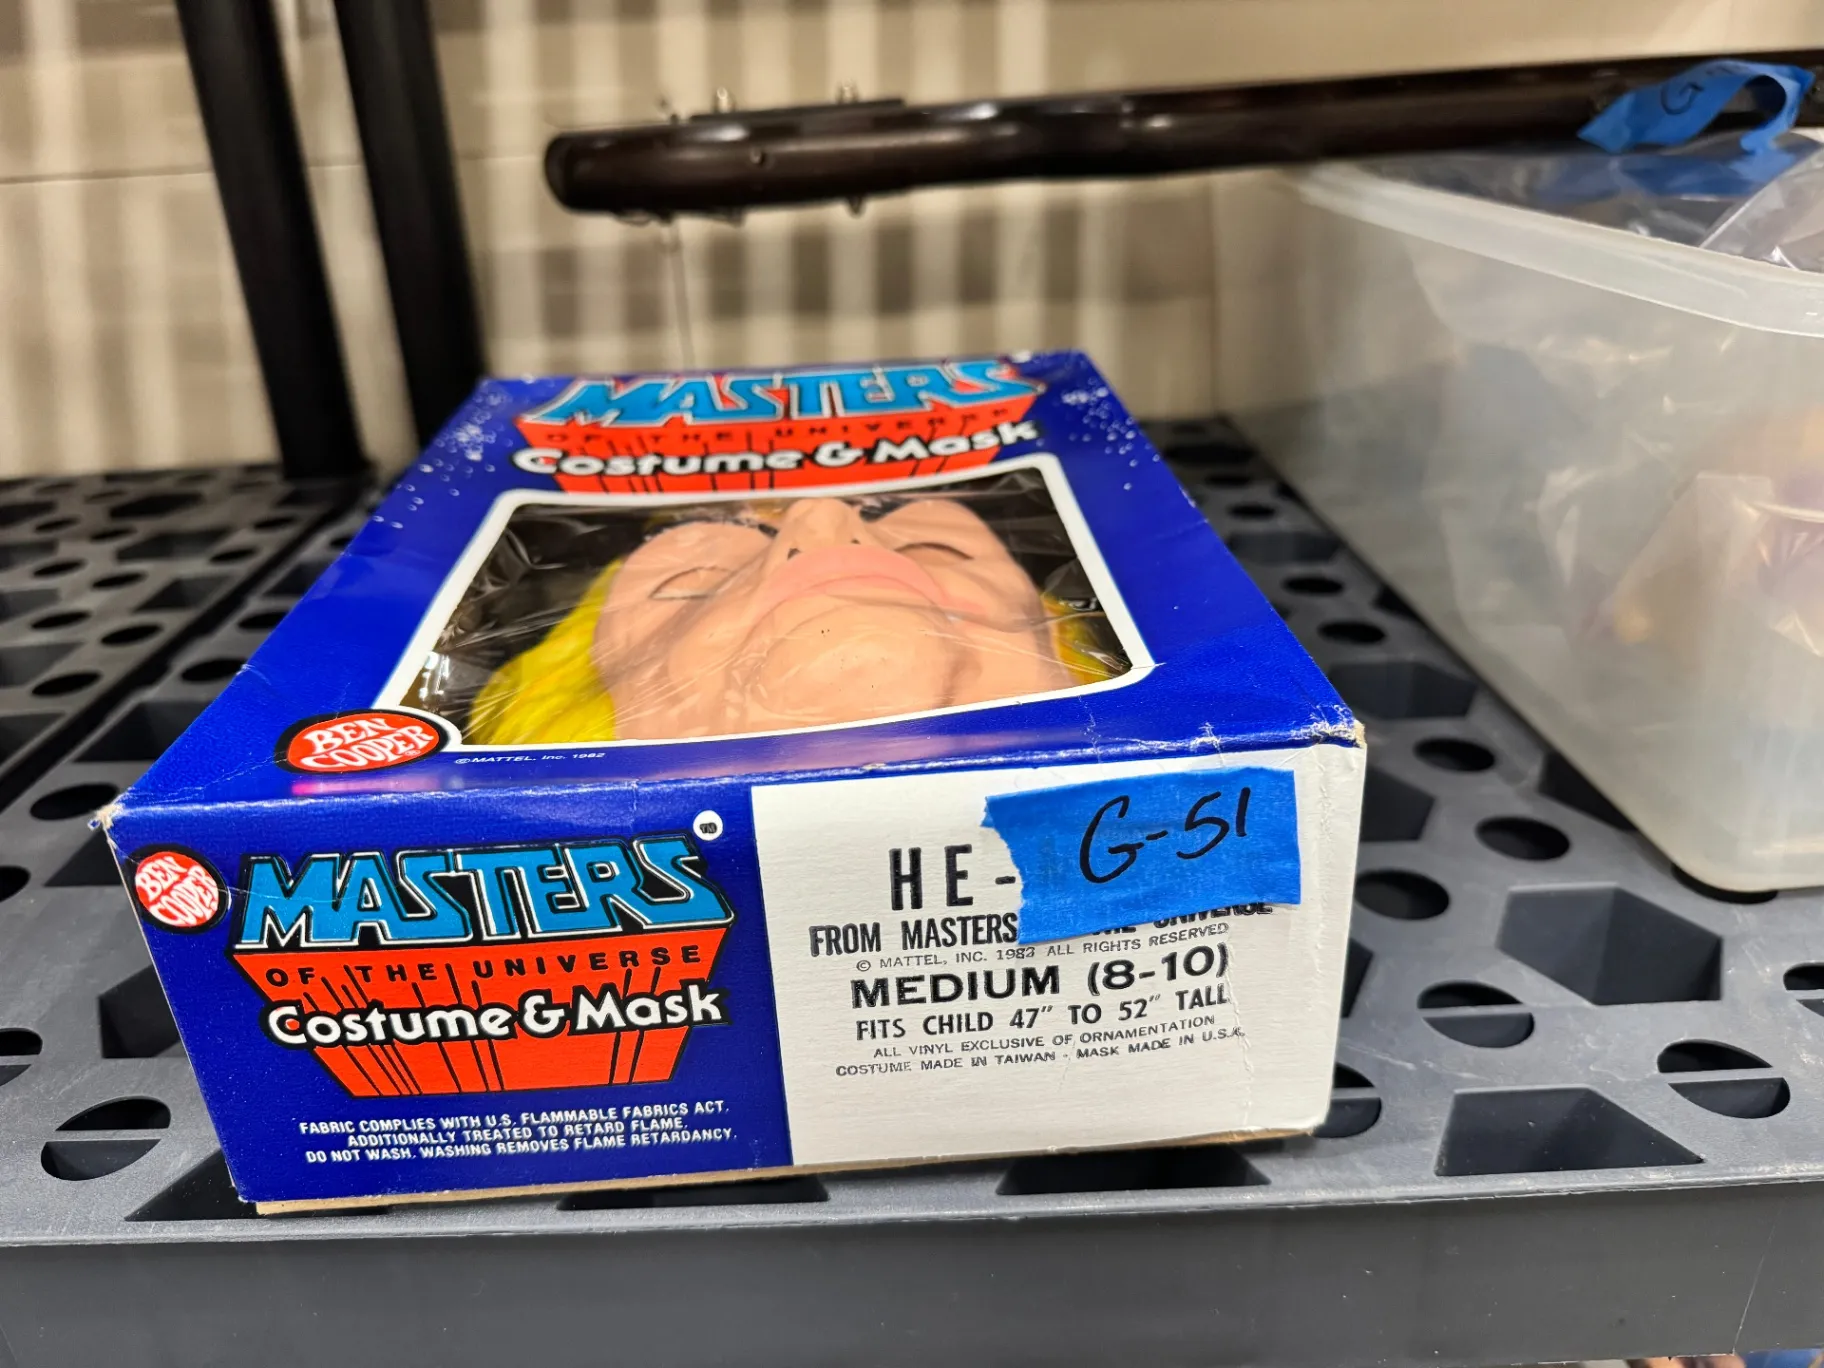 MASTERS
OF THE UNIVERSE
Costume & Mask
BEN
COOPER®
© MATTEL, Inc. 1982
BEN
COOPER
MASTERS TM
OF THE UNIVERSE
Costume & Mask
FABRIC COMPLIES WITH U.S. FLAMMABLE FABRICS ACT.
ADDITIONALLY TREATED TO RETARD FLAME.
DO NOT WASH. WASHING REMOVES FLAME RETARDANCY.
G-51
HE-
FROM MASTERS UNIVERSE
© MATTEL, INC. 1983 ALL RIGHTS RESERVED
MEDIUM (8-10)
FITS CHILD 47" TO 52" TALL
ALL VINYL EXCLUSIVE OF ORNAMENTATION
COSTUME MADE IN TAIWAN - MASK MADE IN U.S.A.
G